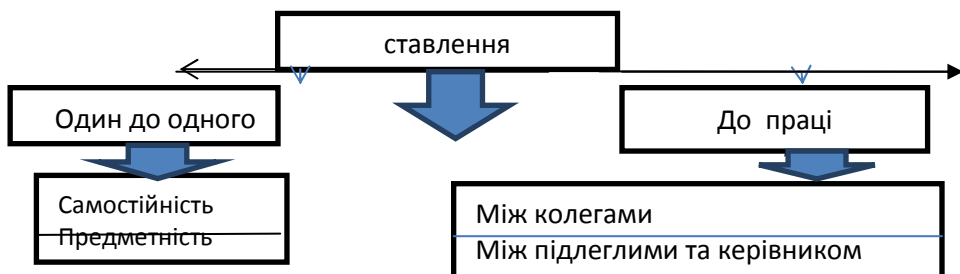 ставлення
Один до одного
До праці
Самостійність
Предметність
Між колегами
Між підлеглими та керівником